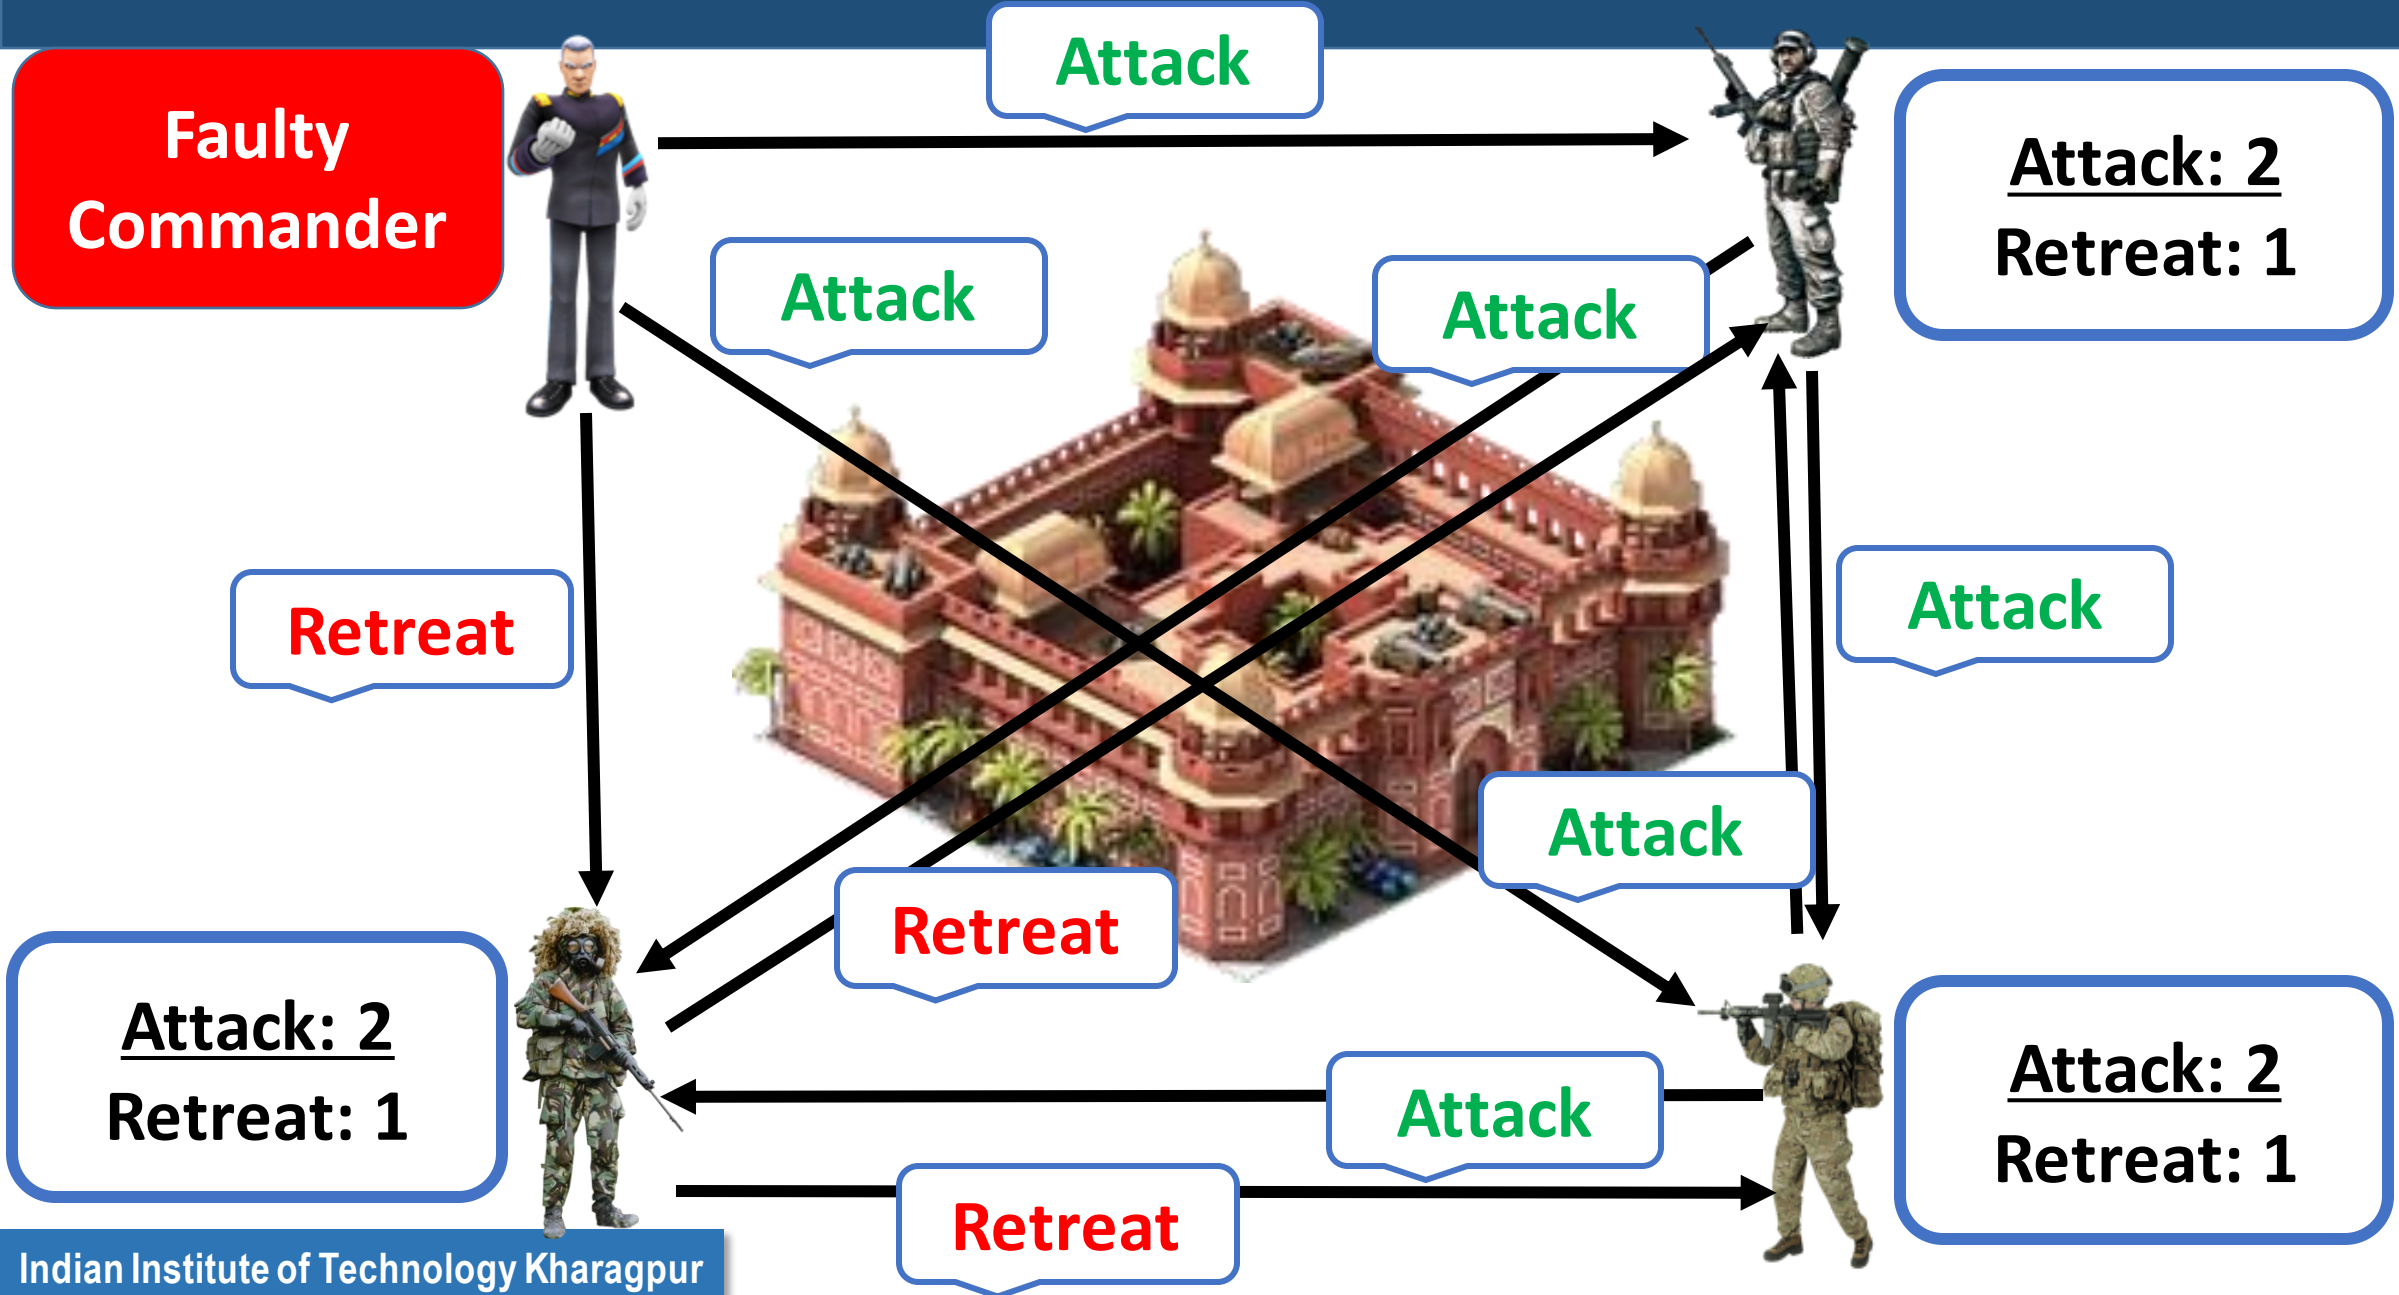 Attack
Faulty
Commander
Attack: 2
Retreat: 1
Attack
Attack
Retreat
Attack
Attack
Retreat
Attack: 2
Retreat: 1
Attack: 2
Retreat: 1
Attack
Retreat
Indian Institute of Technology Kharagpur